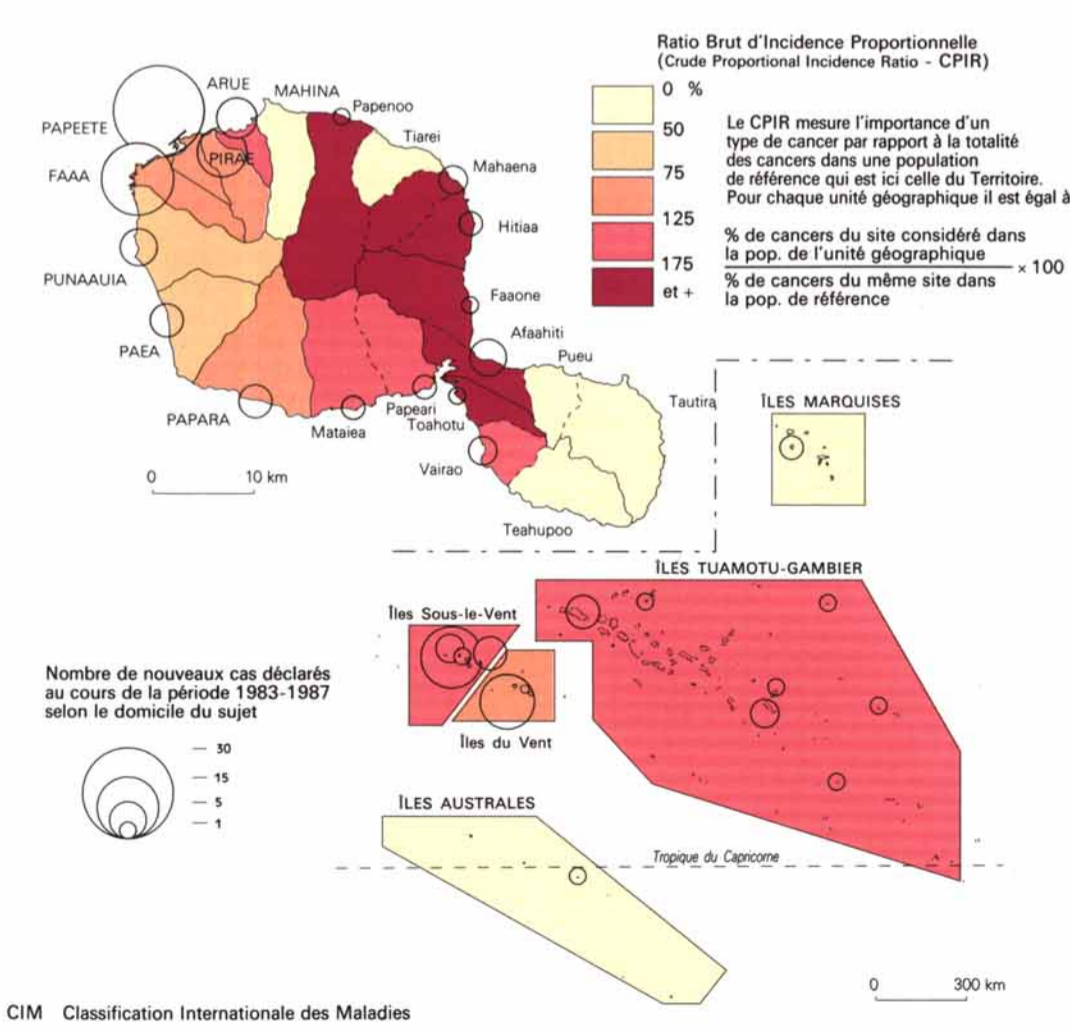 Ratio Brut d'Incidence Proportionnelle
(Crude Proportional Incidence Ratio - CPIR)
0 %
50
75
125
175
et +
Le CPIR mesure l'importance d'un
type de cancer par rapport à la totalité
des cancers dans une population
de référence qui est ici celle du Territoire.
Pour chaque unité géographique il est égal à
% de cancers du site considéré dans
la pop. de l'unité géographique
× 100
% de cancers du même site dans
la pop. de référence
ARUE
MAHINA
Papenoo
PAPEETE
Tiarei
PIRAE
FAAA
Mahaena
Hitiaa
PUNAAUIA
Faaone
Afaahiti
PAEA
Pueu
Tautira
PAPARA
Mataiea
Papeari
Toahotu
Vairao
Teahupoo
0 10 km
ÎLES MARQUISES
ÎLES TUAMOTU-GAMBIER
Îles Sous-le-Vent
Îles du Vent
Nombre de nouveaux cas déclarés
au cours de la période 1983-1987
selon le domicile du sujet
30
15
5
1
ÎLES AUSTRALES
Tropique du Capricorne
0 300 km
CIM Classification Internationale des Maladies